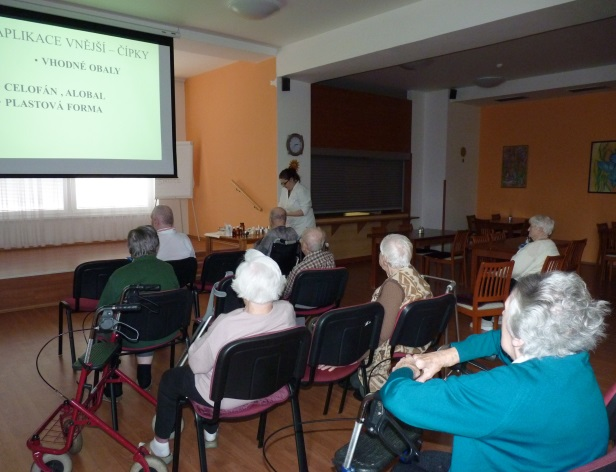 APLIKACE VNĚJŠÍ – ČÍPKY
• VHODNÉ OBALY
CELOFÁN , ALOBAL
PLASTOVÁ FORMA